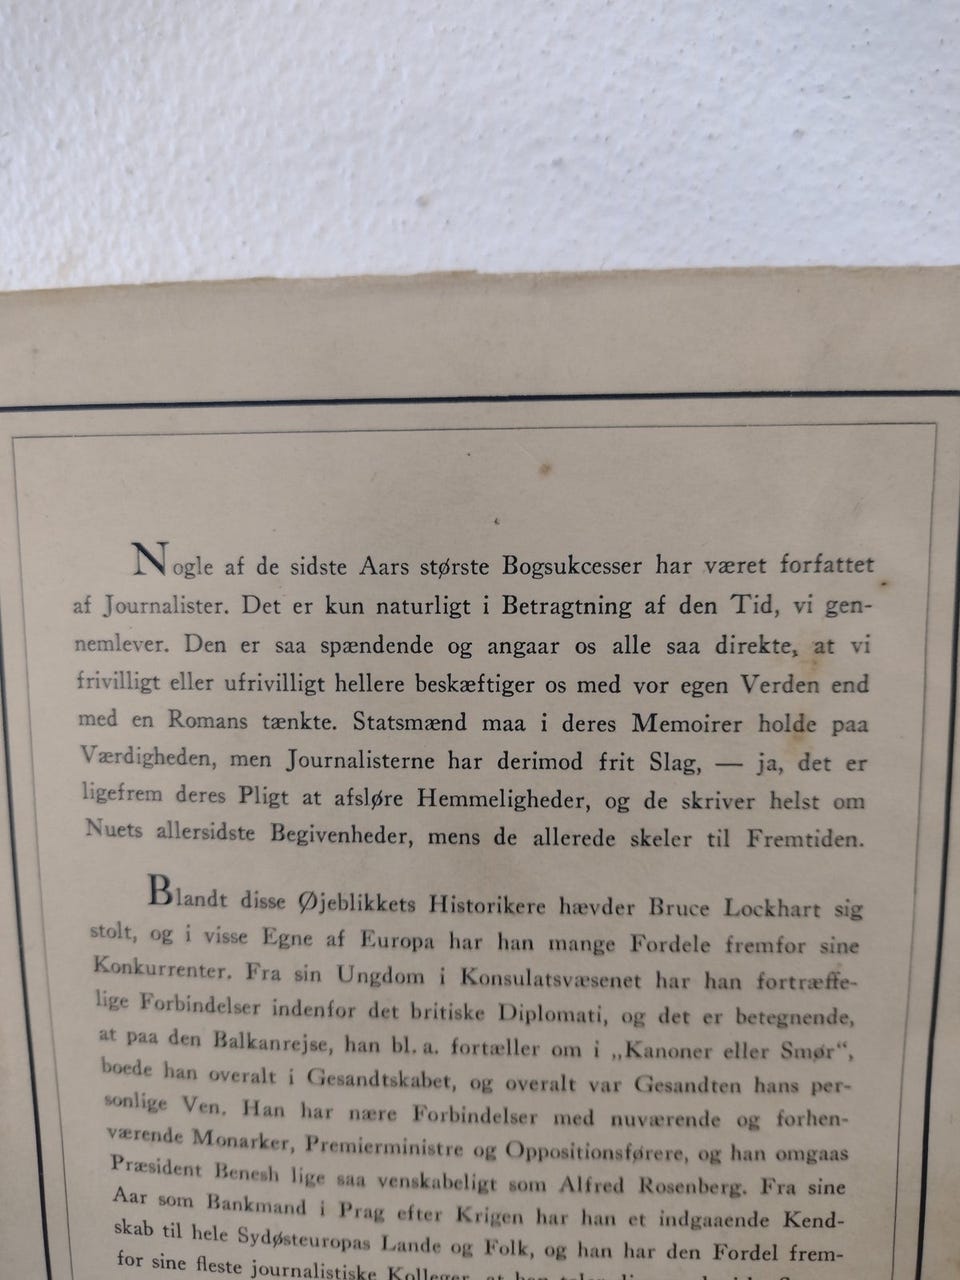 Nogle af de sidste Aars største Bogsukcesser har været forfattet
af Journalister. Det er kun naturligt i Betragtning af den Tid, vi gen-
nemlever. Den er saa spændende og angaar os alle saa direkte, at vi
frivilligt eller ufrivilligt hellere beskæftiger os med vor egen Verden end
med en Romans tænkte. Statsmænd maa i deres Memoirer holde paa
Værdigheden, men Journalisterne har derimod frit Slag, — ja, det er
ligefrem deres Pligt at afsløre Hemmeligheder, og de skriver helst om
Nuets allersidste Begivenheder, mens de allerede skeler til Fremtiden.
Blandt disse Øjeblikkets Historikere hævder Bruce Lockhart sig
stolt, og i visse Egne af Europa har han mange Fordele fremfor sine
Konkurrenter. Fra sin Ungdom i Konsulatsvæsenet har han fortræffe-
lige Forbindelser indenfor det britiske Diplomati, og det er betegnende,
at paa den Balkanrejse, han bl. a. fortæller om i „Kanoner eller Smør“,
boede han overalt i Gesandtskabet, og overalt var Gesandten hans per-
sonlige Ven. Han har nære Forbindelser med nuværende og forhen-
værende Monarker, Premierministre og Oppositionsførere, og han omgaas
Præsident Benesh lige saa venskabeligt som Alfred Rosenberg. Fra sine
Aar som Bankmand i Prag efter Krigen har han et indgaaende Kend-
skab til hele Sydøsteuropas Lande og Folk, og han har den Fordel frem-
for sine fleste journalistiske Kolleger, at han